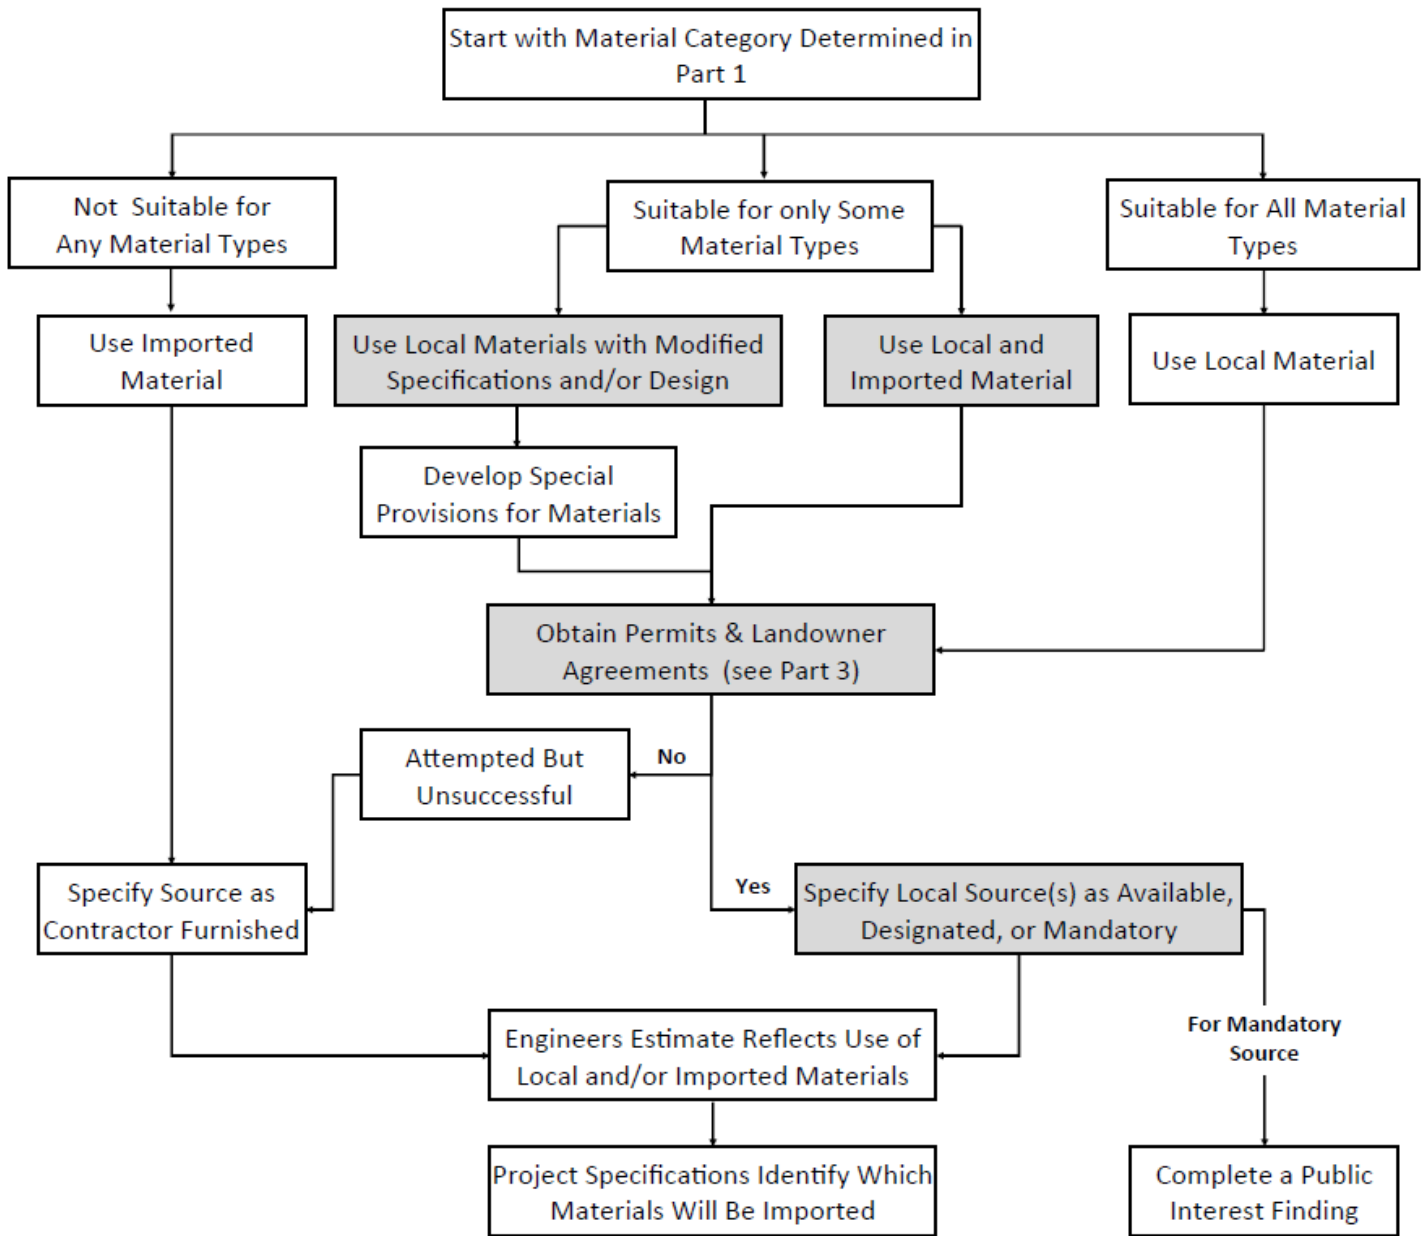 Start with Material Category Determined in
Part 1
Not Suitable for
Any Material Types
Suitable for only Some
Material Types
Suitable for All Material
Types
Use Imported
Material
Use Local Materials with Modified
Specifications and/or Design
Use Local and
Imported Material
Use Local Material
Develop Special
Provisions for Materials
Obtain Permits & Landowner
Agreements (see Part 3)
Attempted But
Unsuccessful
No
Specify Source as
Contractor Furnished
Yes
Specify Local Source(s) as Available,
Designated, or Mandatory
Engineers Estimate Reflects Use of
Local and/or Imported Materials
For Mandatory
Source
Project Specifications Identify Which
Materials Will Be Imported
Complete a Public
Interest Finding